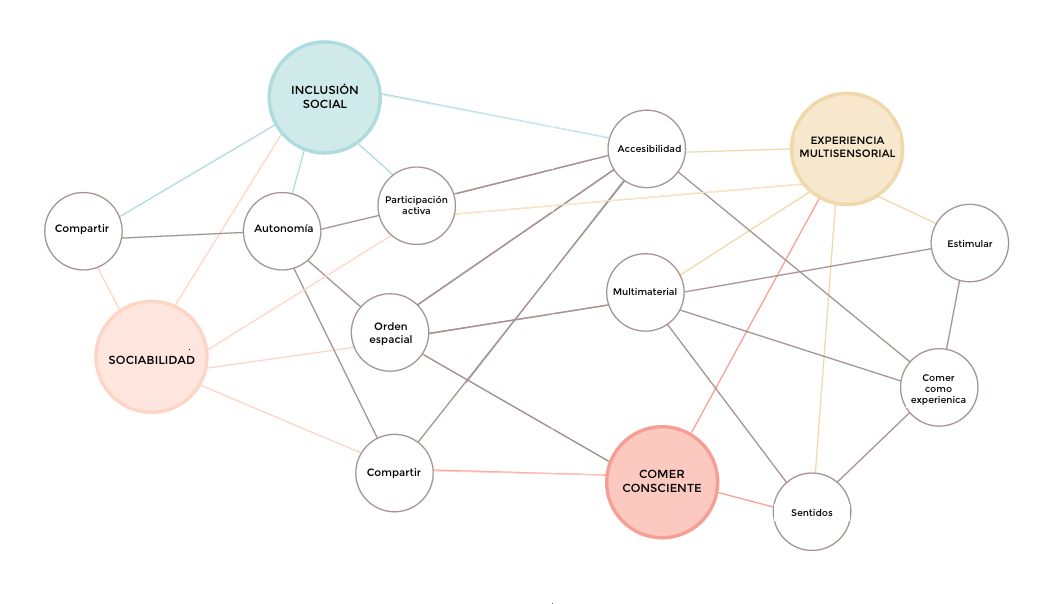 INCLUSIÓN
SOCIAL
EXPERIENCIA
MULTISENSORIAL
Accesibilidad
Participación
activa
Compartir
Autonomía
Estimular
Multimaterial
Orden
espacial
SOCIABILIDAD
Comer
como
experienica
Compartir
COMER
CONSCIENTE
Sentidos